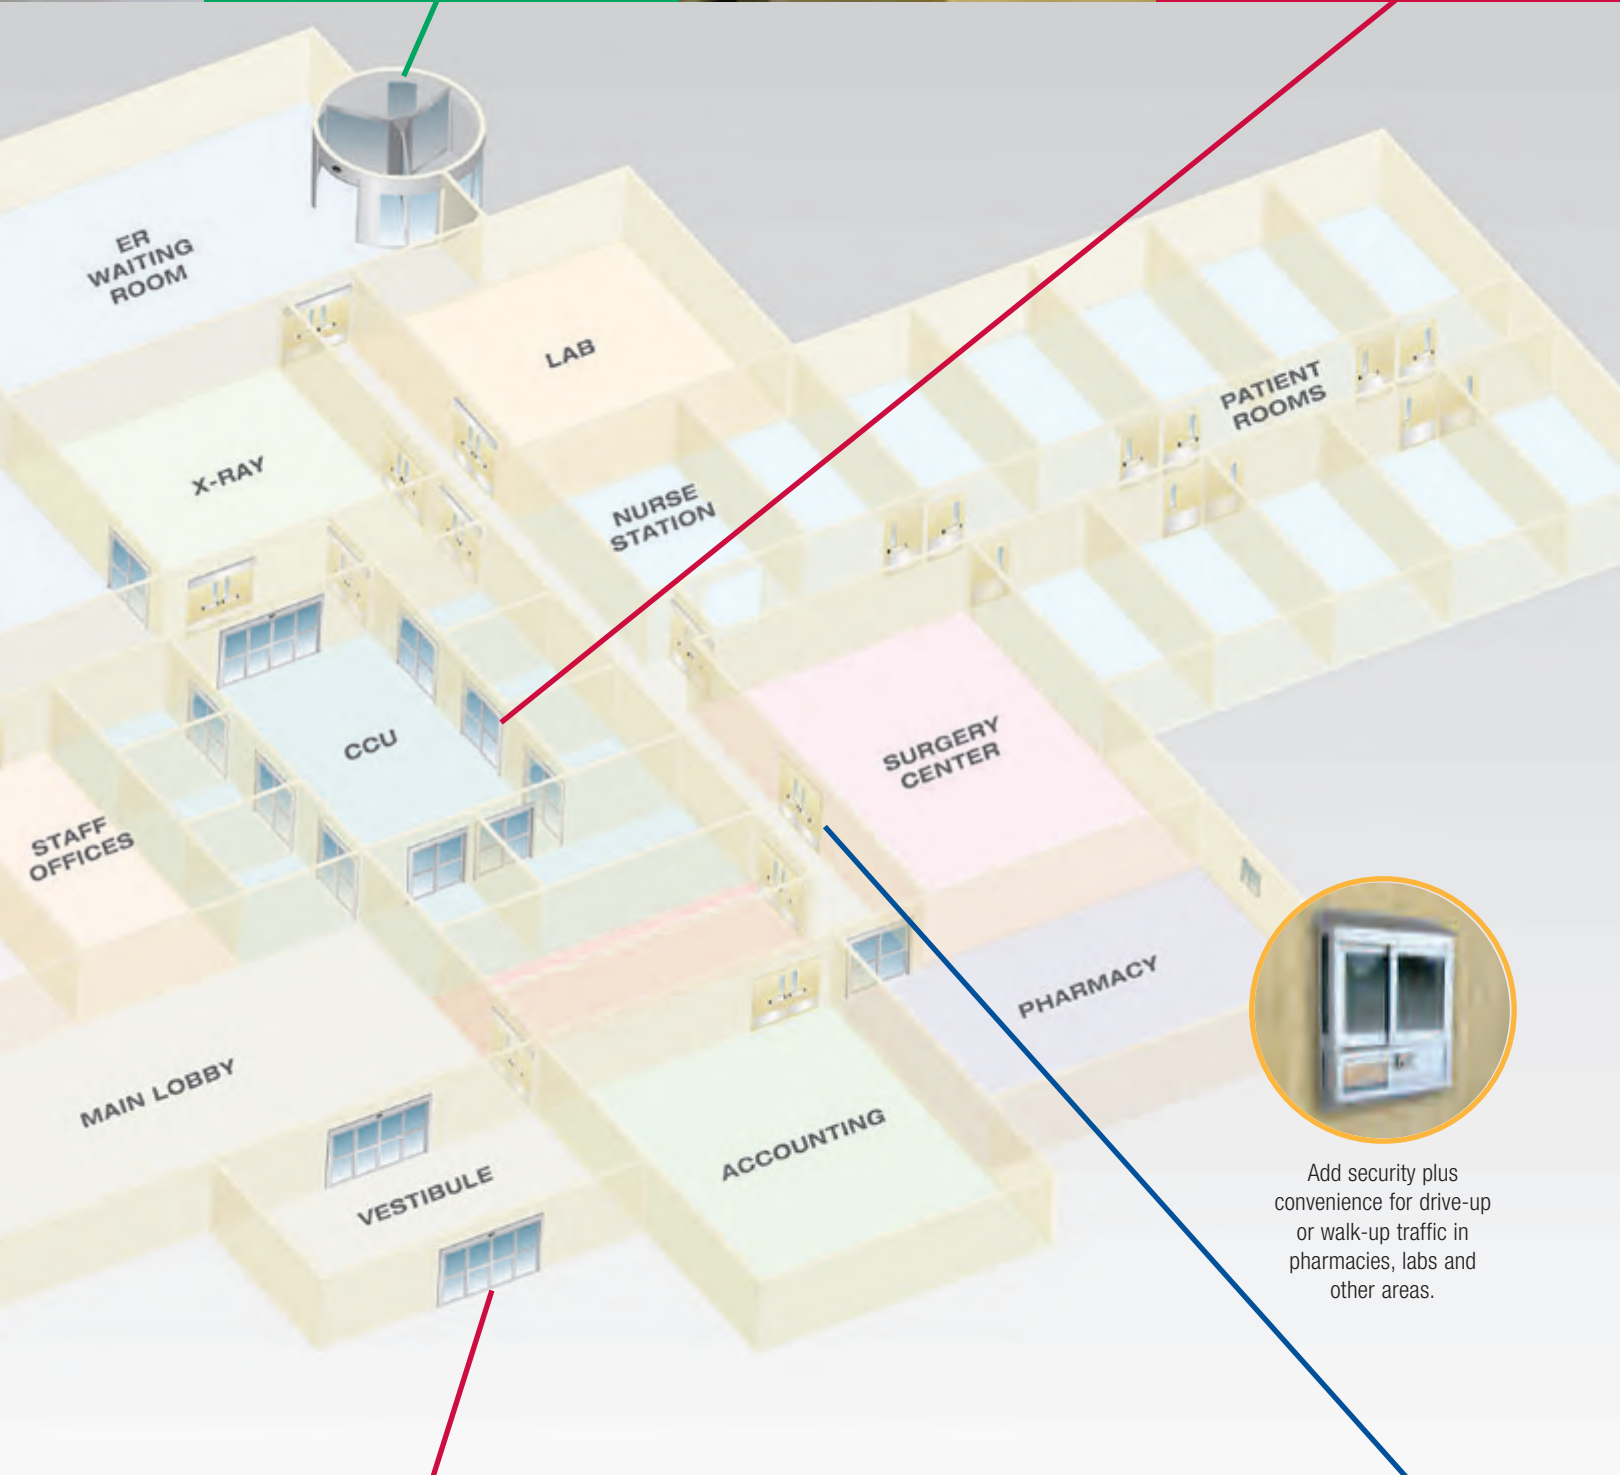 ER
WAITING
ROOM
LAB
X-RAY
PATIENT
ROOMS
NURSE
STATION
CCU
SURGERY
CENTER
STAFF
OFFICES
PHARMACY
MAIN LOBBY
ACCOUNTING
VESTIBULE
Add security plus
convenience for drive-up
or walk-up traffic in
pharmacies, labs and
other areas.